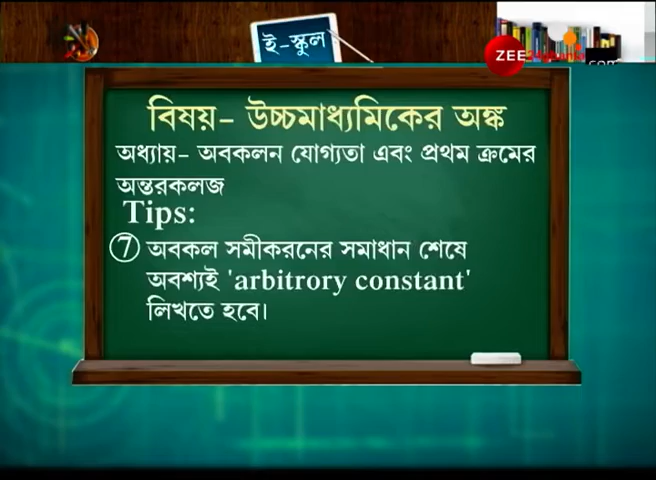 ই-স্কুল
ZEE
.com
বিষয়- উচ্চমাধ্যমিকের অঙ্ক
অধ্যায়- অবকলন যোগ্যতা এবং প্রথম ক্রমের
অন্তরকলজ
Tips:
7 অবকল সমীকরনের সমাধান শেষে
অবশ্যই 'arbitrory constant'
লিখতে হবে।